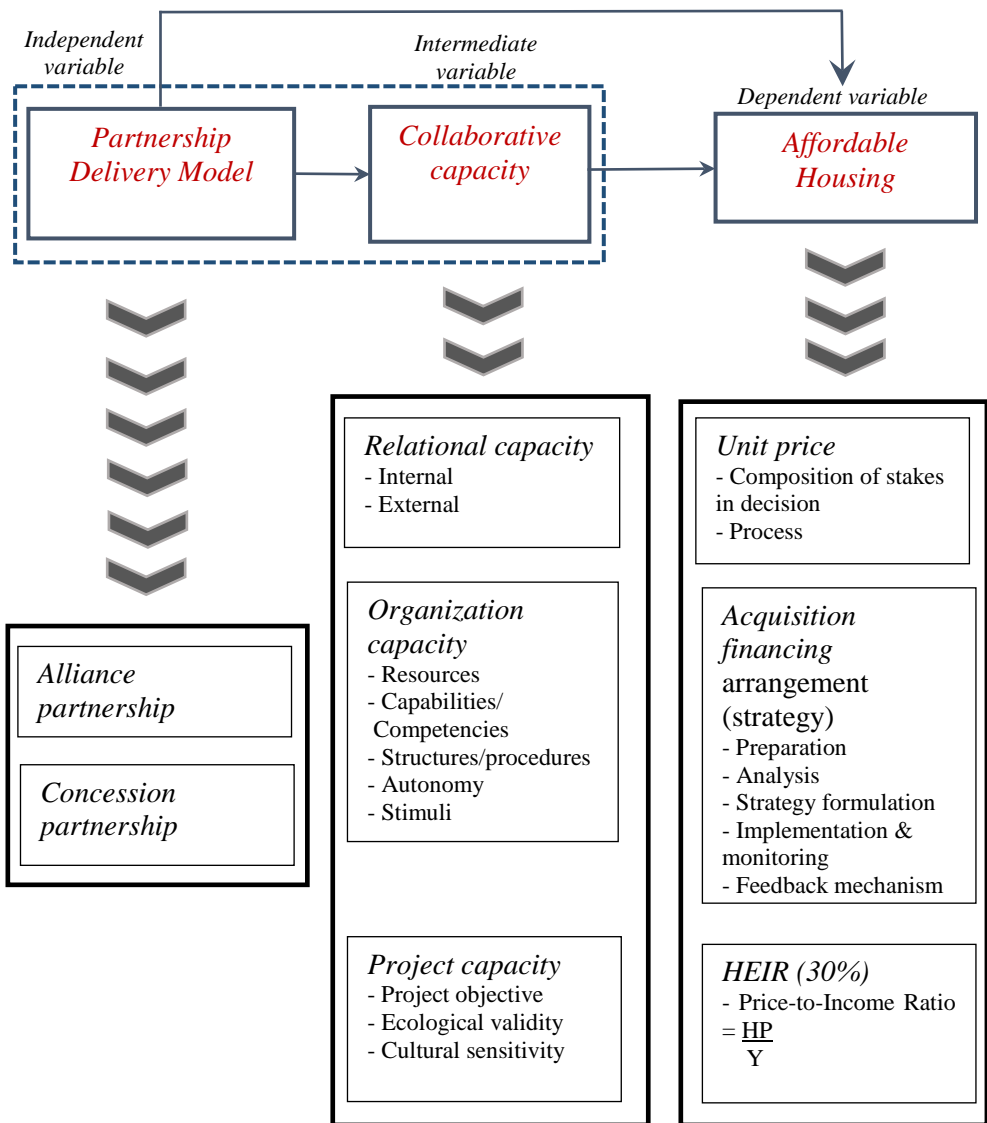 Independent
variable
Intermediate
variable
Dependent variable
Partnership
Delivery Model
Collaborative
capacity
Affordable
Housing
Alliance
partnership
Concession
partnership
Relational capacity
- Internal
- External
Organization
capacity
- Resources
- Capabilities/
Competencies
- Structures/procedures
- Autonomy
- Stimuli
Project capacity
- Project objective
- Ecological validity
- Cultural sensitivity
Unit price
- Composition of stakes
in decision
- Process
Acquisition
financing
arrangement
(strategy)
- Preparation
- Analysis
- Strategy formulation
- Implementation &
monitoring
- Feedback mechanism
HEIR (30%)
- Price-to-Income Ratio
= HP
Y